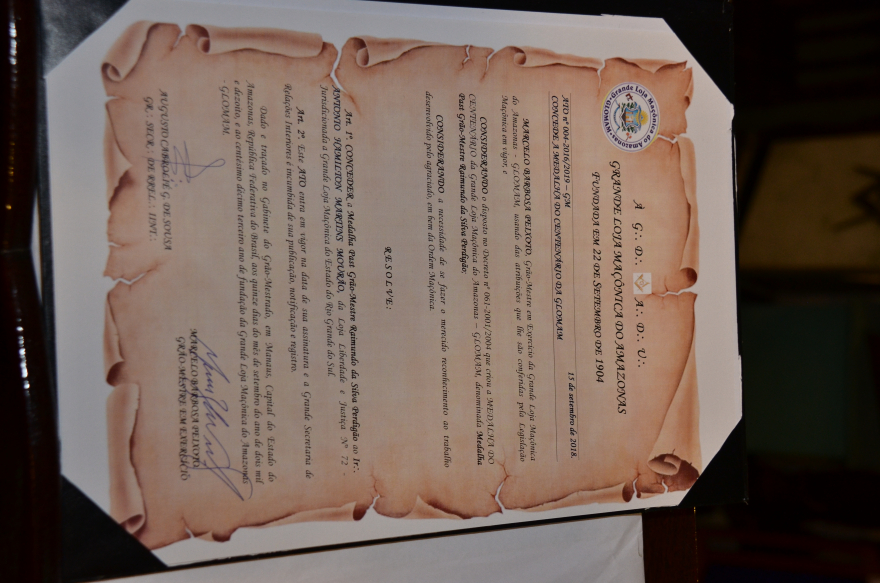 Á G∴ D∴ A∴ D∴ U∴
GRANDE LOJA MAÇÔNICA DO AMAZONAS
FUNDADA EM 22 DE SETEMBRO DE 1904
Grande Loja Maçônica do Amazonas
GLOMAM
15 de setembro de 2018.
ATO nº 004-2016/2019 – GM
CONCEDE A MEDALHA DO CENTENÁRIO DA GLOMAM
MARCELO BARBOSA PEIXOTO, Grão-Mestre em Exercício da Grande Loja Maçônica
do Amazonas – GLOMAM, usando das atribuições que lhe são conferidas pela Legislação
Maçônica em vigor; e
CONSIDERANDO o disposto no Decreto nº 061-2001/2004 que criou a MEDALHA DO
CENTENÁRIO da Grande Loja Maçônica do Amazonas – GLOMAM, denominada Medalha
Past Grão-Mestre Raimundo da Silva Perdigão;
CONSIDERANDO a necessidade de se fazer o merecido reconhecimento ao trabalho
desenvolvido pelo agraciado, em bem da Ordem Maçônica.
RESOLVE:
Art. 1º. CONCEDER a Medalha Past Grão-Mestre Raimundo da Silva Perdigão ao Ir∴
ANTONIO HAMILTON MARTINS MOURÃO, da Loja Liberdade e Justiça Nº 72 -
Jurisdicionada a Grande Loja Maçônica do Estado do Rio Grande do Sul.
Art. 2º. Este ATO entra em vigor na data de sua assinatura e a Grande Secretaria de
Relações Interiores é incumbida de sua publicação, notificação e registro.
Dado e traçado no Gabinete do Grão-Mestrado, em Manaus, Capital do Estado do
Amazonas, República Federativa do Brasil, aos quinze dias do mês de setembro do ano de dois mil
e dezoito, e ao centésimo décimo terceiro ano de fundação da Grande Loja Maçônica do Amazonas
- GLOMAM.
MARCELO BARBOSA PEIXOTO
GRÃO-MESTRE EM EXERCÍCIO
AUGUSTO CARDOSO G. DE SOUSA
GR∴ SECR∴ DE REL∴ INT∴